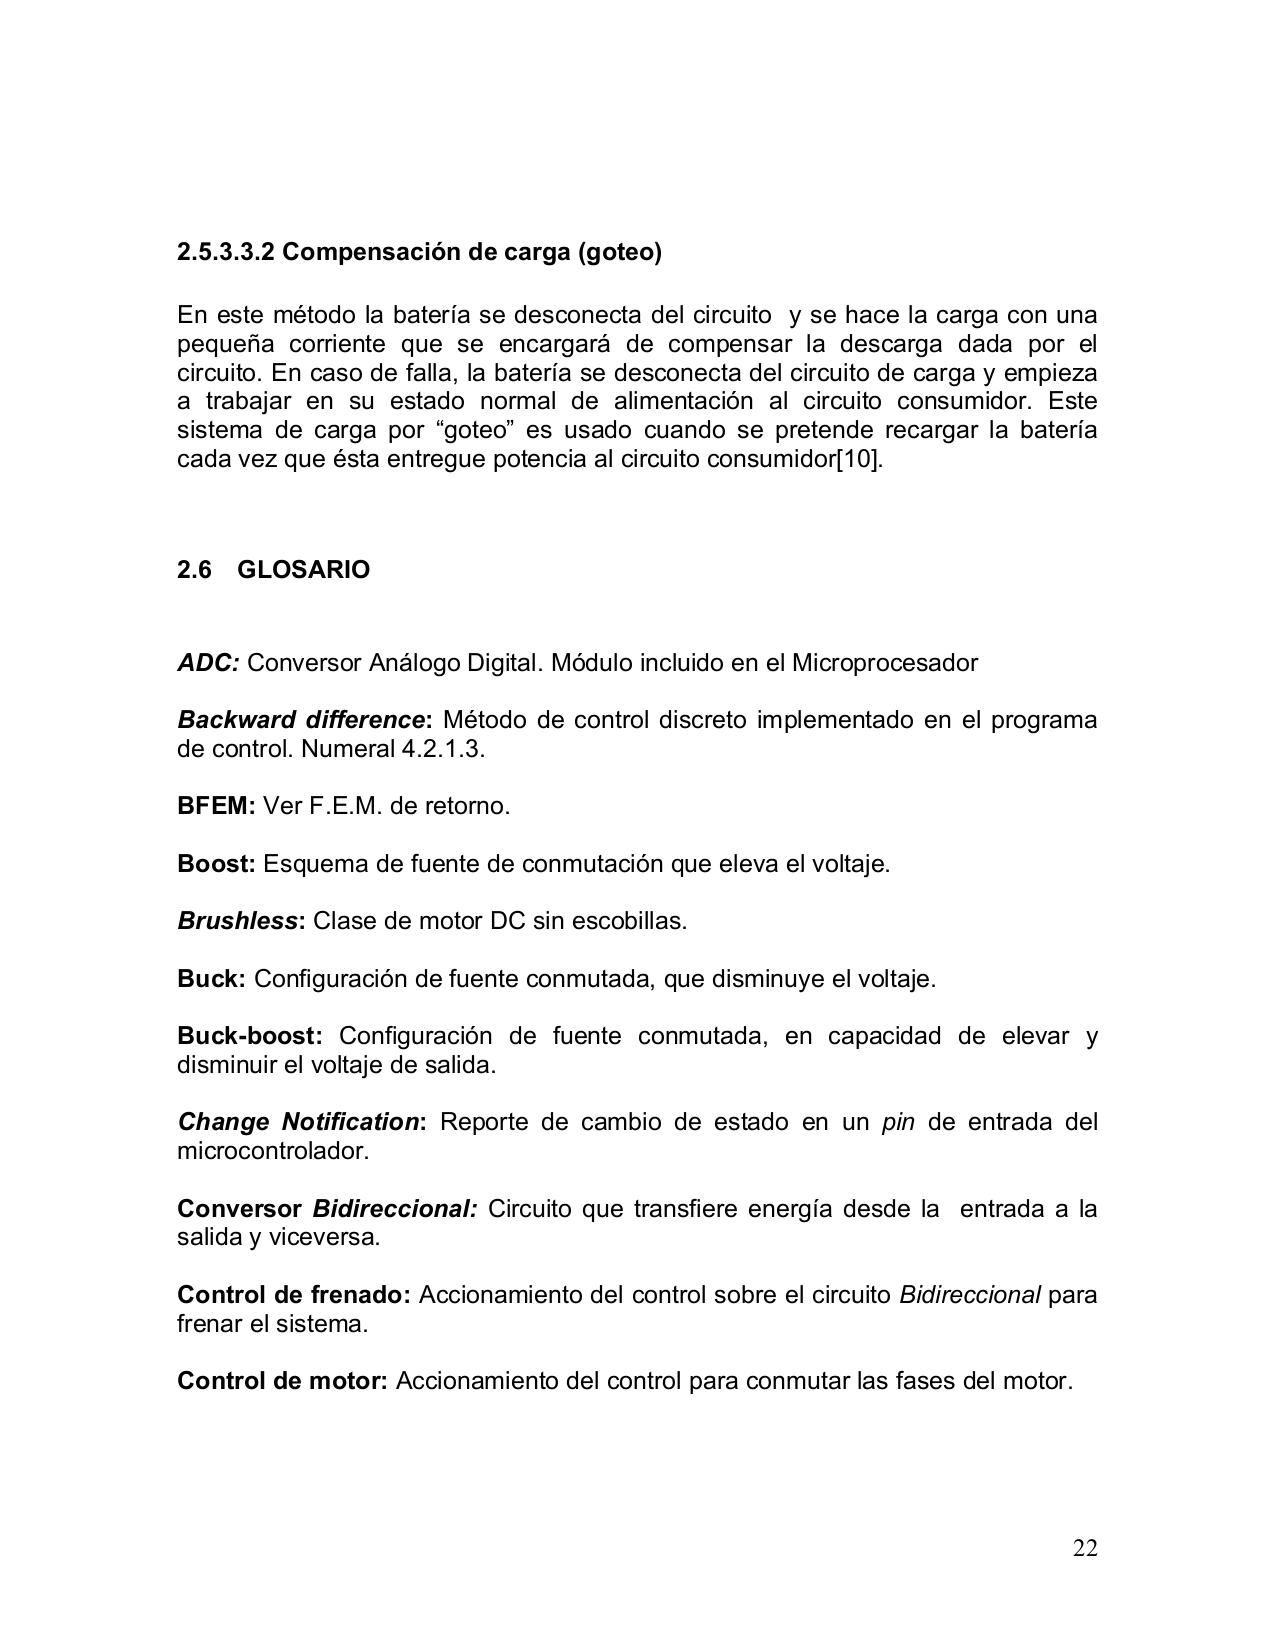 2.5.3.3.2 Compensación de carga (goteo)
En este método la batería se desconecta del circuito  y se hace la carga con una
pequeña corriente que se encargará de compensar la descarga dada por el
circuito. En caso de falla, la batería se desconecta del circuito de carga y empieza
a trabajar en su estado normal de alimentación al circuito consumidor. Este
sistema de carga por “goteo” es usado cuando se pretende recargar la batería
cada vez que ésta entregue potencia al circuito consumidor[10].
2.6 GLOSARIO
ADC: Conversor Análogo Digital. Módulo incluido en el Microprocesador
Backward difference: Método de control discreto implementado en el programa
de control. Numeral 4.2.1.3.
BFEM: Ver F.E.M. de retorno.
Boost: Esquema de fuente de conmutación que eleva el voltaje.
Brushless: Clase de motor DC sin escobillas.
Buck: Configuración de fuente conmutada, que disminuye el voltaje.
Buck-boost: Configuración de fuente conmutada, en capacidad de elevar y
disminuir el voltaje de salida.
Change Notification: Reporte de cambio de estado en un pin de entrada del
microcontrolador.
Conversor Bidireccional: Circuito que transfiere energía desde la  entrada a la
salida y viceversa.
Control de frenado: Accionamiento del control sobre el circuito Bidireccional para
frenar el sistema.
Control de motor: Accionamiento del control para conmutar las fases del motor.
22